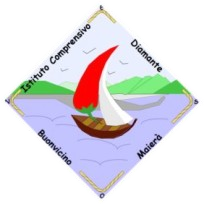 Istituto Comprensivo
Diamante
Buonvicino
Maierà